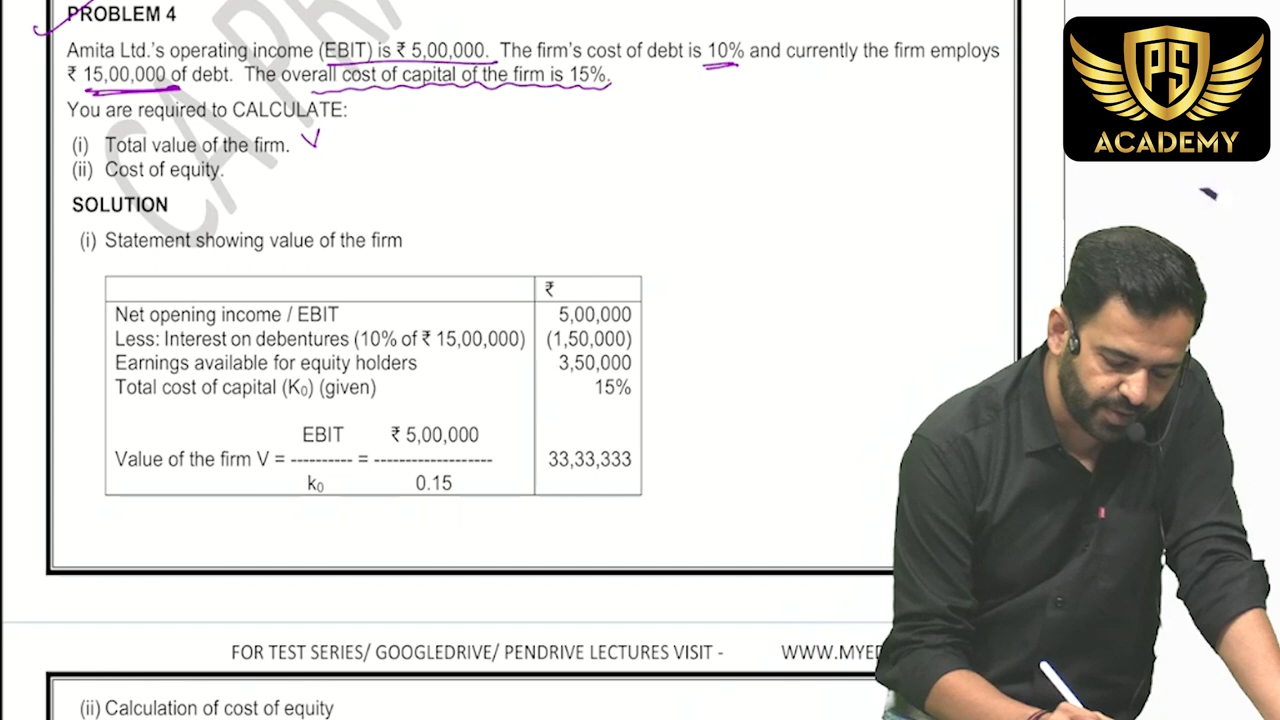 PROBLEM 4
Amita Ltd.'s operating income (EBIT) is ₹ 5,00,000. The firm's cost of debt is 10% and currently the firm employs
₹ 15,00,000 of debt. The overall cost of capital of the firm is 15%.
You are required to CALCULATE:
(i) Total value of the firm.
(ii) Cost of equity.
SOLUTION
(i) Statement showing value of the firm
₹
Net opening income / EBIT 5,00,000
Less: Interest on debentures (10% of ₹ 15,00,000) (1,50,000)
Earnings available for equity holders 3,50,000
Total cost of capital (K₀) (given) 15%
EBIT ₹ 5,00,000
Value of the firm V = ---------- = ------------------- 33,33,333
k₀ 0.15
FOR TEST SERIES/ GOOGLEDRIVE/ PENDRIVE LECTURES VISIT -
(ii) Calculation of cost of equity
PS
ACADEMY